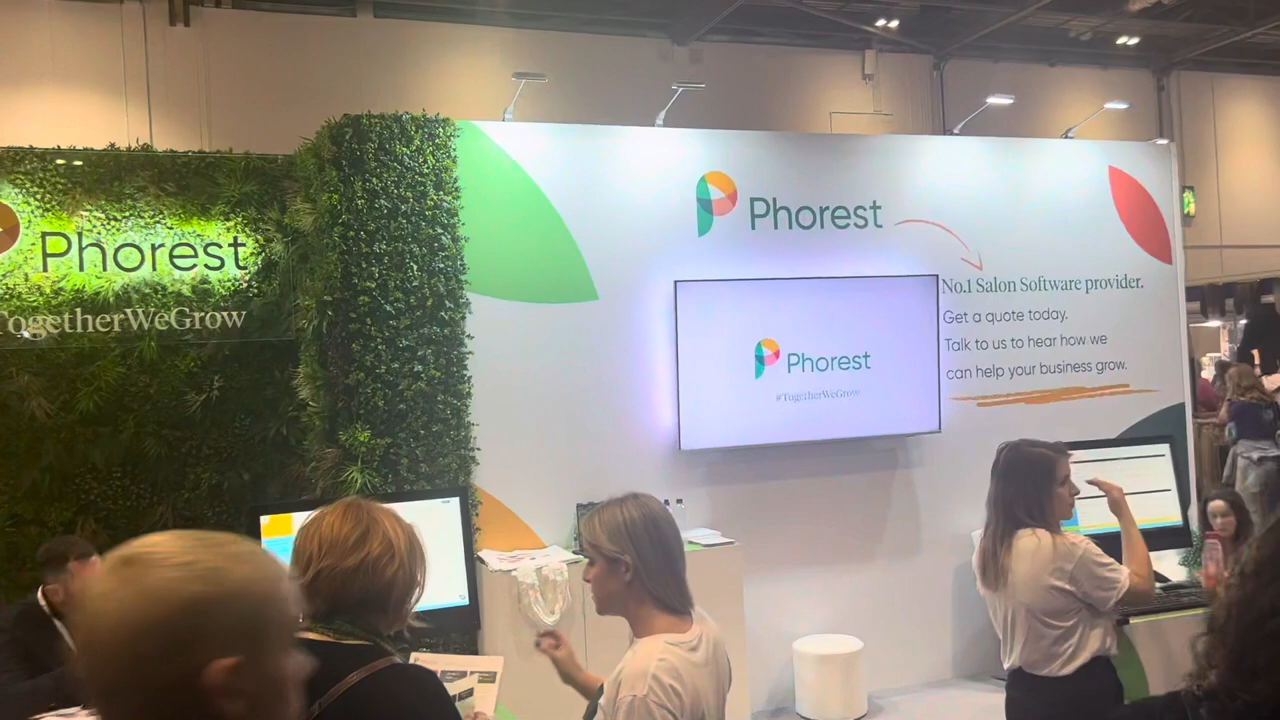 Phorest
TogetherWeGrow
Phorest
No.1 Salon Software provider.
Get a quote today.
Talk to us to hear how we
can help your business grow.
Phorest
#TogetherWeGrow